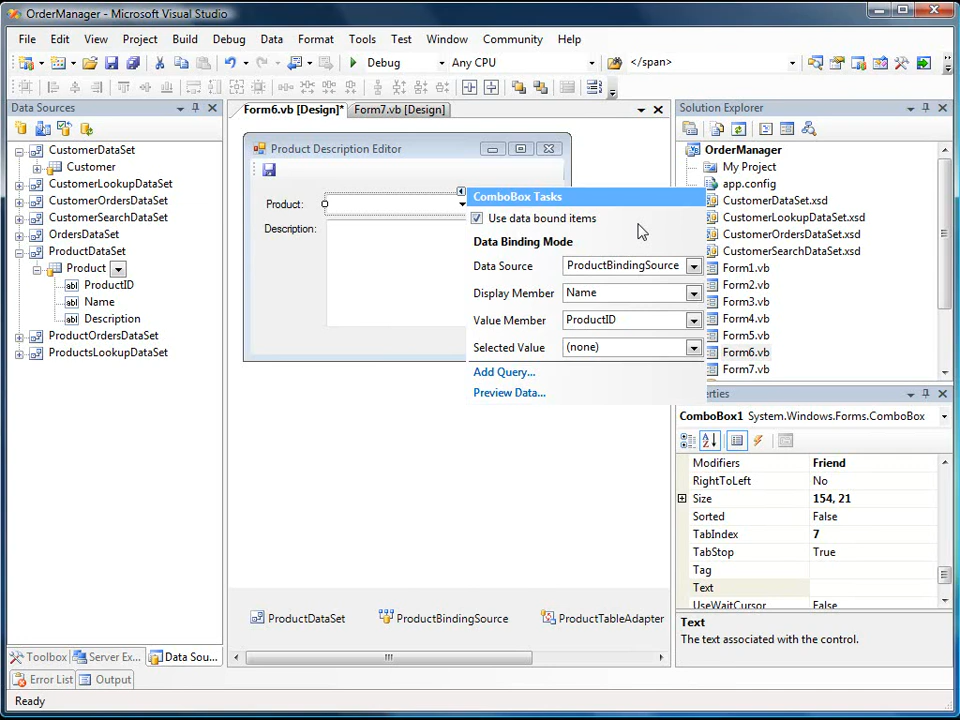 OrderManager - Microsoft Visual Studio
File Edit View Project Build Debug Data Format Tools Test Window Community Help
Debug Any CPU </span>
Data Sources
CustomerDataSet
Customer
CustomerLookupDataSet
CustomerOrdersDataSet
CustomerSearchDataSet
OrdersDataSet
ProductDataSet
Product
ProductID
Name
Description
ProductOrdersDataSet
ProductsLookupDataSet
Toolbox Server Ex... Data Sou...
Error List Output
Ready
Form6.vb [Design]* Form7.vb [Design]
Product Description Editor
Product:
Description:
ComboBox Tasks
Use data bound items
Data Binding Mode
Data Source ProductBindingSource
Display Member Name
Value Member ProductID
Selected Value (none)
Add Query...
Preview Data...
ProductDataSet ProductBindingSource ProductTableAdapter
Solution Explorer
OrderManager
My Project
app.config
CustomerDataSet.xsd
CustomerLookupDataSet.xsd
CustomerOrdersDataSet.xsd
CustomerSearchDataSet.xsd
Form1.vb
Form2.vb
Form3.vb
Form4.vb
Form5.vb
Form6.vb
Form7.vb
erties
ComboBox1 System.Windows.Forms.ComboBox
Modifiers Friend
RightToLeft No
Size 154, 21
Sorted False
TabIndex 7
TabStop True
Tag
Text
UseWaitCursor False
Text
The text associated with the control.